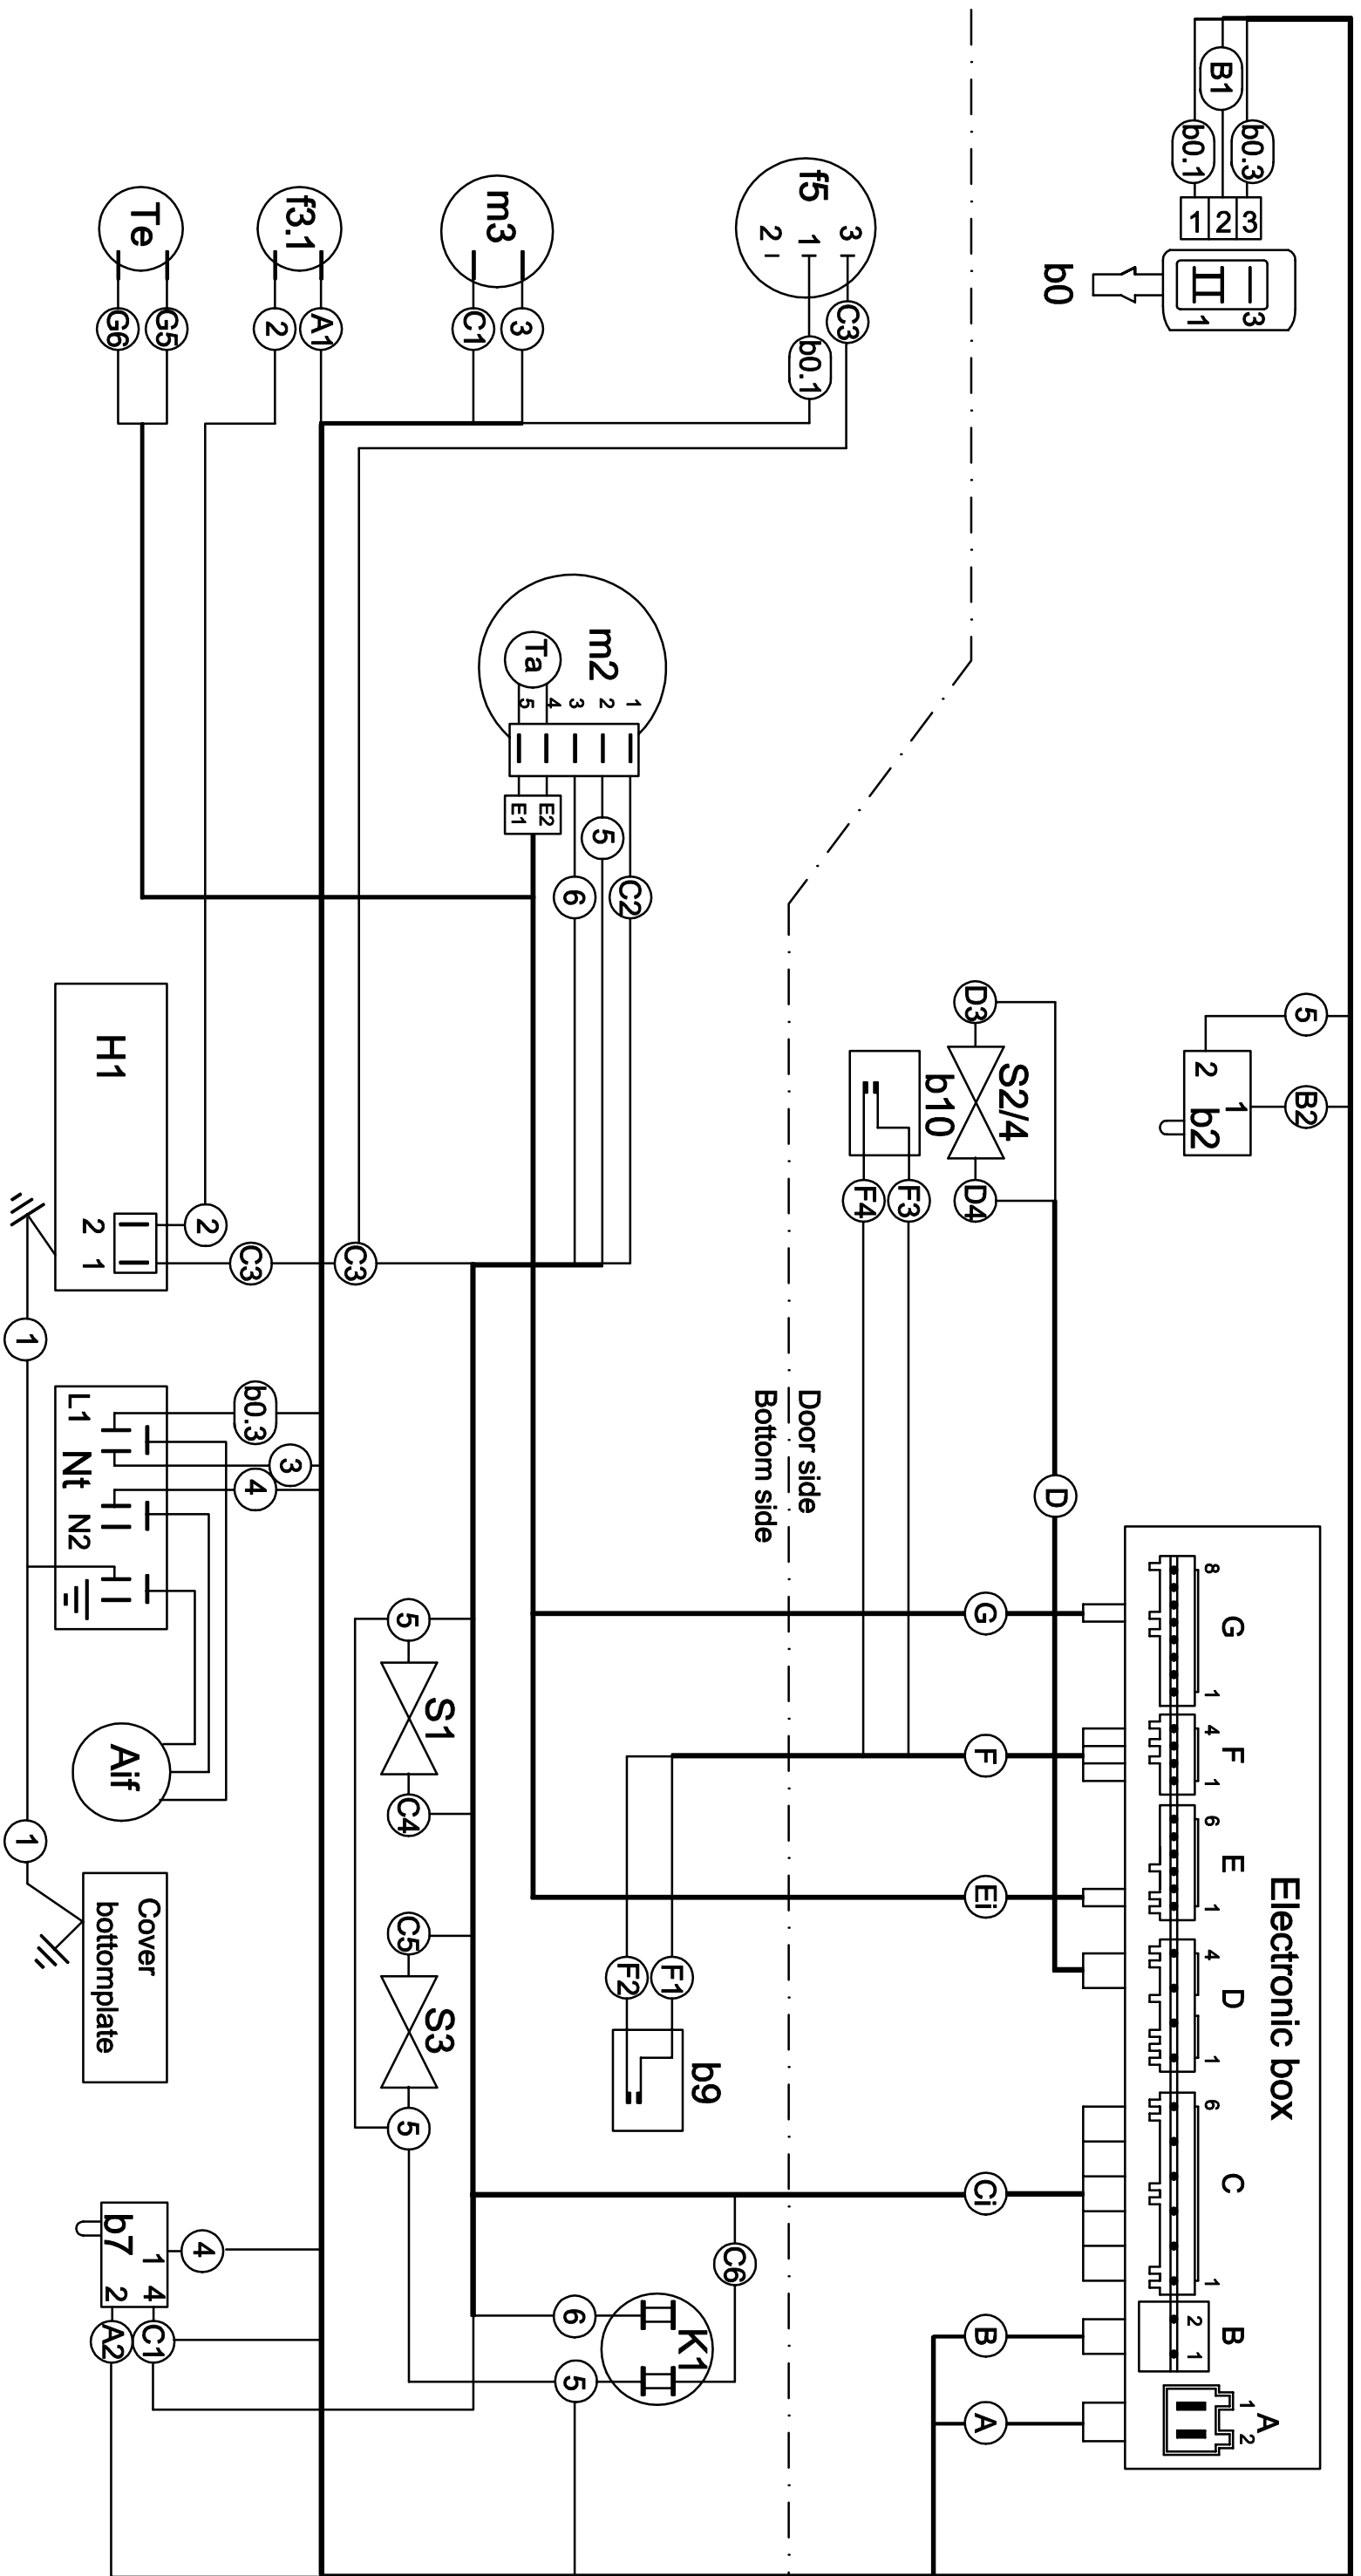 B1
b0.3
b0.1
3
2
1
b0
3
1
5
B2
2
1
b2
Electronic box
8 G 1
4 F 1
6 E 1
4 D 1
6 C 1
2 B 1
1 A 2
D
G
F
Ei
Ci
B
A
D3
S2/4
D4
b10
F3
F4
Door side
Bottom side
f5
3
1
2
C3
b0.1
m3
3
C1
f3.1
A1
2
Te
G5
G6
m2
Ta
1
2
3
4
5
E2
E1
C2
5
6
F1
F2
b9
C6
K1
6
5
5
S1
C4
C5
S3
5
C3
C3
2
H1
2 1
1
b0.3
3
4
L1 Nt N2
Aif
1
Cover
bottomplate
b7
1 4
2
4
C1
A2